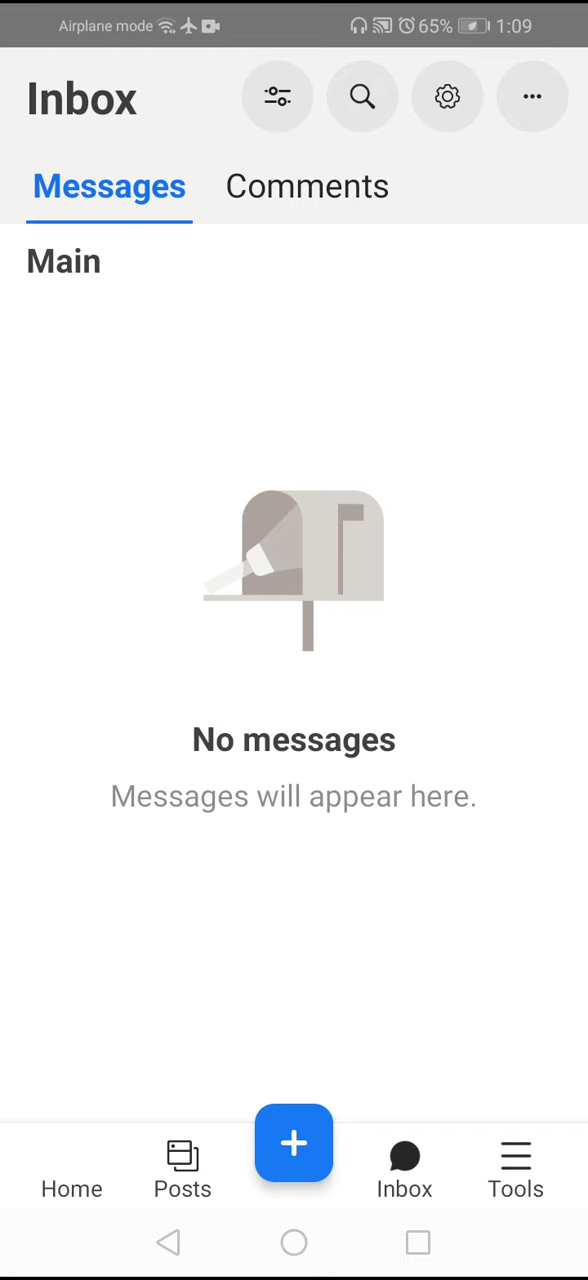 Airplane mode 65% 1:09
Inbox
Messages Comments
Main
No messages
Messages will appear here.
Home Posts Inbox Tools